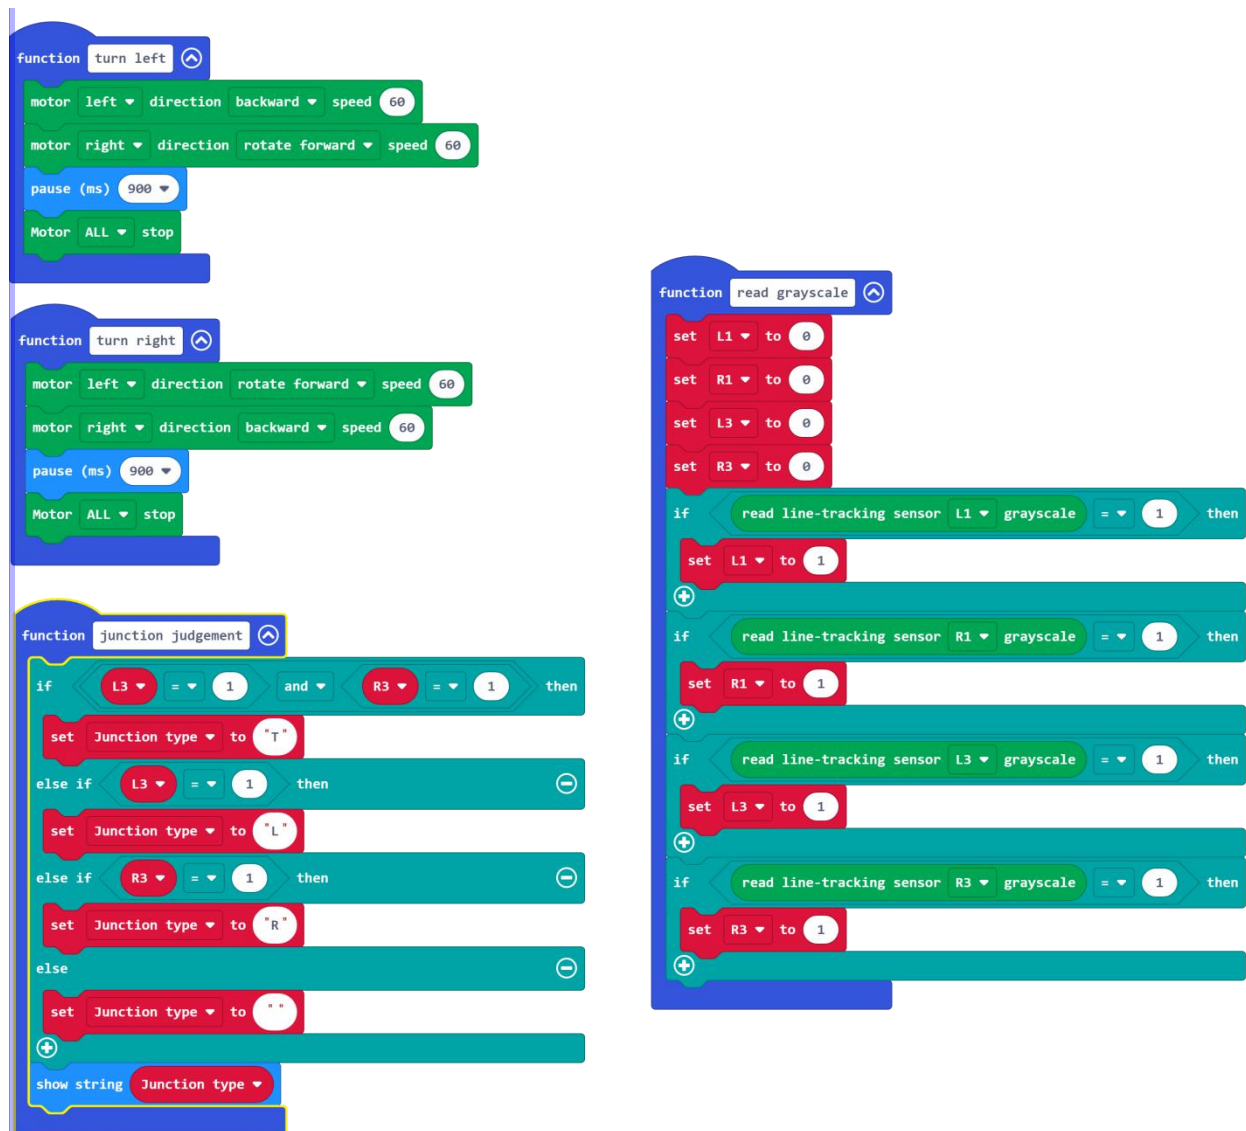 function turn left
motor left direction backward speed 60
motor right direction rotate forward speed 60
pause (ms) 900
Motor ALL stop
function turn right
motor left direction rotate forward speed 60
motor right direction backward speed 60
pause (ms) 900
Motor ALL stop
function junction judgement
if L3 = 1 and R3 = 1 then
set Junction type to "T"
else if L3 = 1 then
set Junction type to "L"
else if R3 = 1 then
set Junction type to "R"
else
set Junction type to " "
show string Junction type
function read grayscale
set L1 to 0
set R1 to 0
set L3 to 0
set R3 to 0
if read line-tracking sensor L1 grayscale = 1 then
set L1 to 1
if read line-tracking sensor R1 grayscale = 1 then
set R1 to 1
if read line-tracking sensor L3 grayscale = 1 then
set L3 to 1
if read line-tracking sensor R3 grayscale = 1 then
set R3 to 1